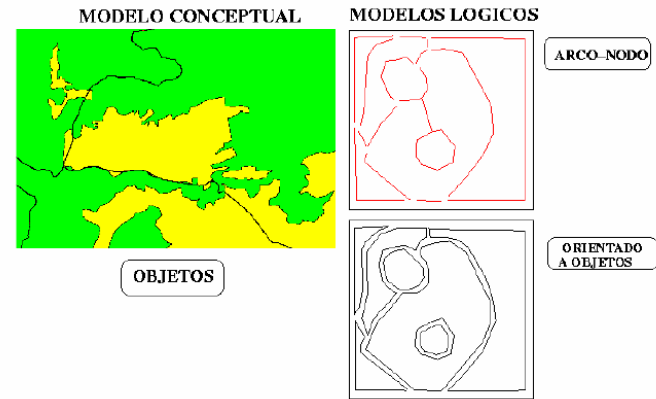 MODELO CONCEPTUAL
MODELOS LOGICOS
ARCO-NODO
OBJETOS
ORIENTADO
A OBJETOS